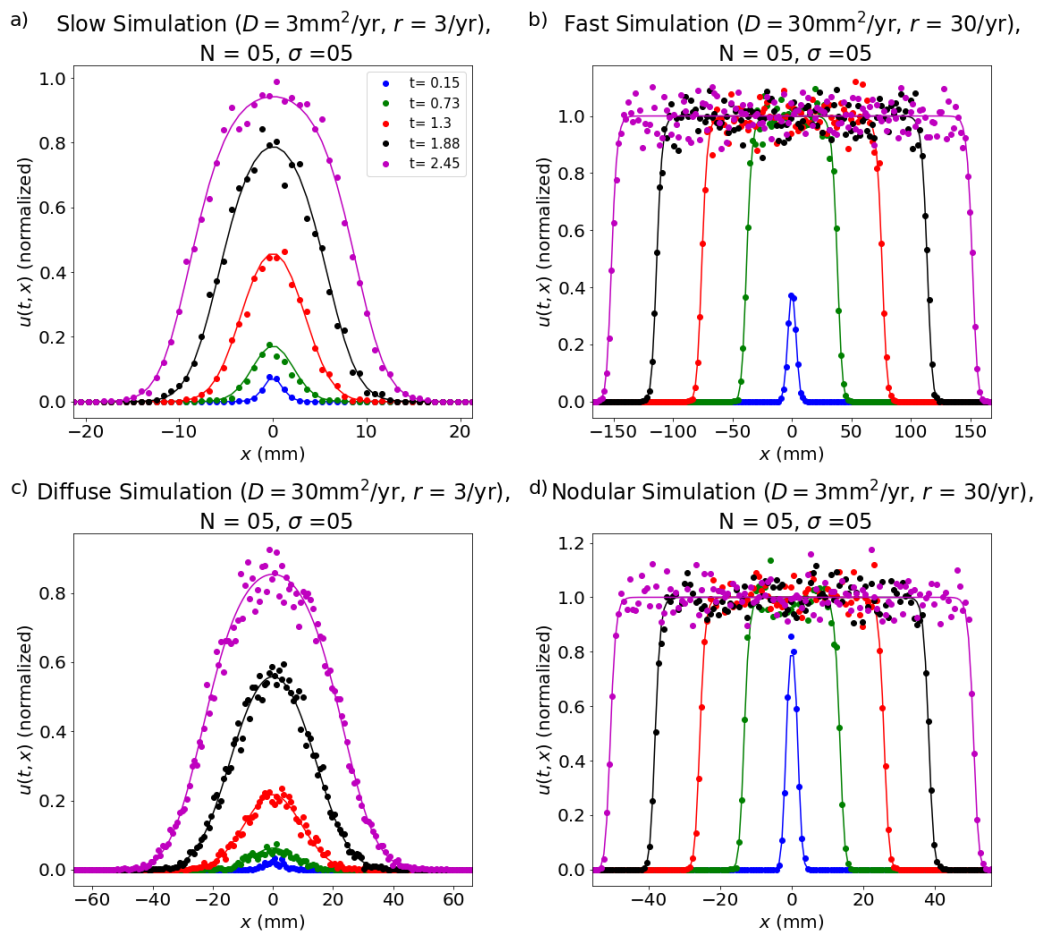 a) Slow Simulation (D = 3mm²/yr, r = 3/yr),
N = 05, σ =05
1.0
0.8
0.6
0.4
0.2
0.0
u(t, x) (normalized)
t= 0.15
t= 0.73
t= 1.3
t= 1.88
t= 2.45
−20
−10
0
10
20
x (mm)
b) Fast Simulation (D = 30mm²/yr, r = 30/yr),
N = 05, σ =05
1.0
0.8
0.6
0.4
0.2
0.0
u(t, x) (normalized)
−150
−100
−50
0
50
100
150
x (mm)
c) Diffuse Simulation (D = 30mm²/yr, r = 3/yr),
N = 05, σ =05
0.8
0.6
0.4
0.2
0.0
u(t, x) (normalized)
−60
−40
−20
0
20
40
60
x (mm)
d) Nodular Simulation (D = 3mm²/yr, r = 30/yr),
N = 05, σ =05
1.2
1.0
0.8
0.6
0.4
0.2
0.0
u(t, x) (normalized)
−40
−20
0
20
40
x (mm)